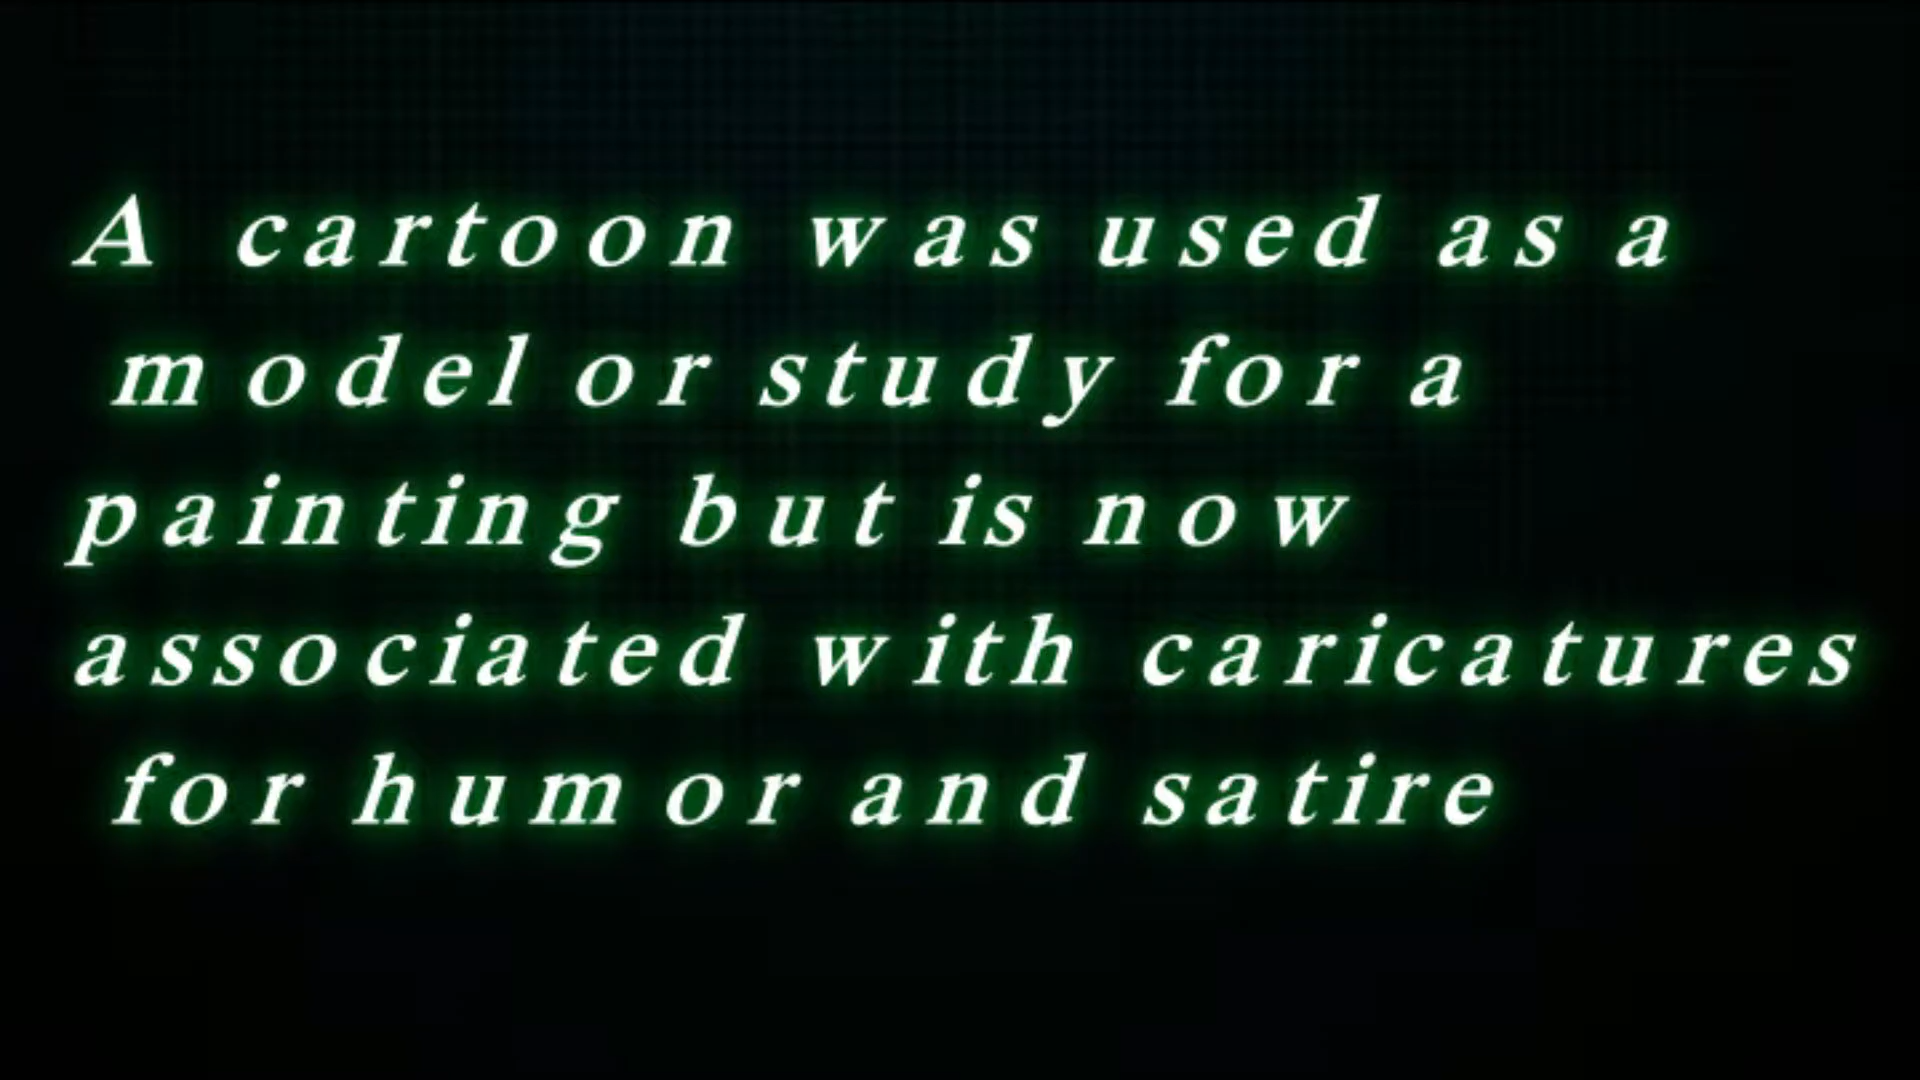 A cartoon was used as a
model or study for a
painting but is now
associated with caricatures
for humor and satire